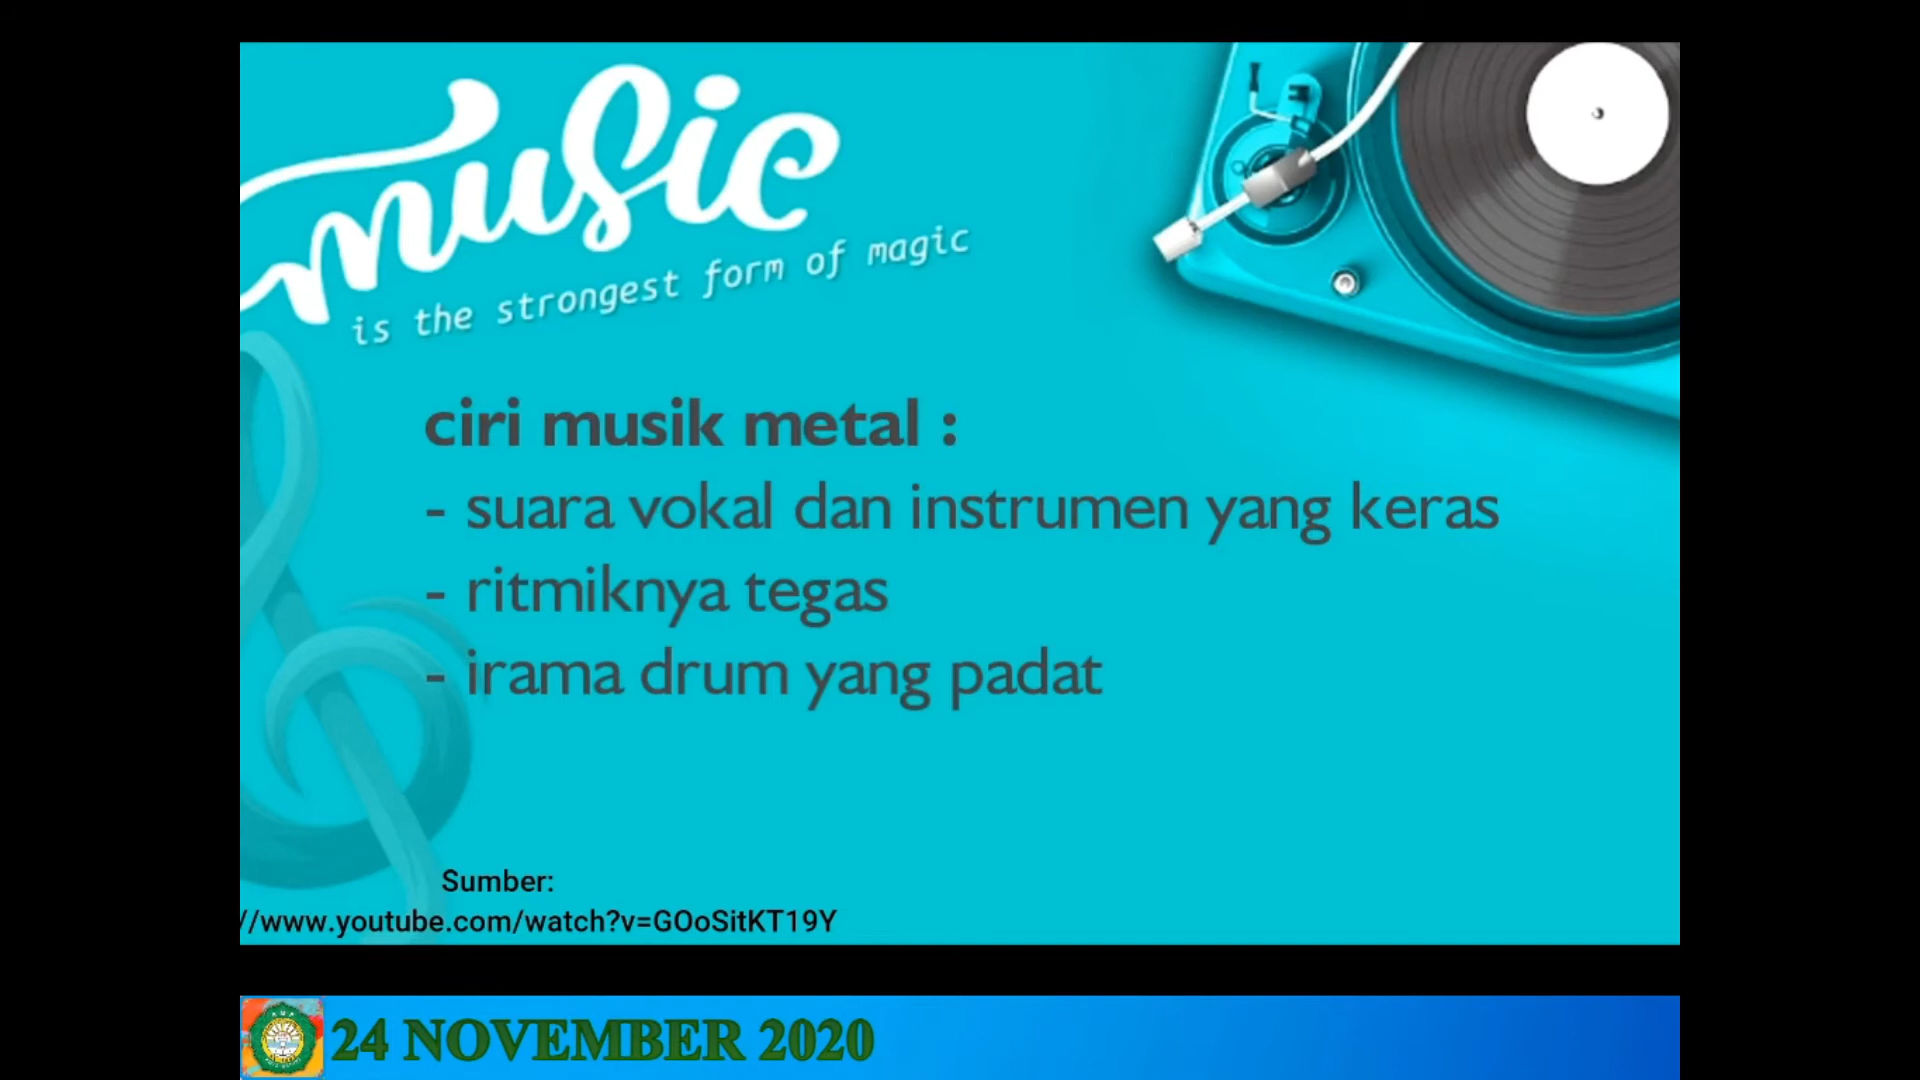 music
is the strongest form of magic
ciri musik metal :
- suara vokal dan instrumen yang keras
- ritmiknya tegas
- irama drum yang padat
Sumber:
//www.youtube.com/watch?v=GOoSitKT19Y
24 NOVEMBER 2020